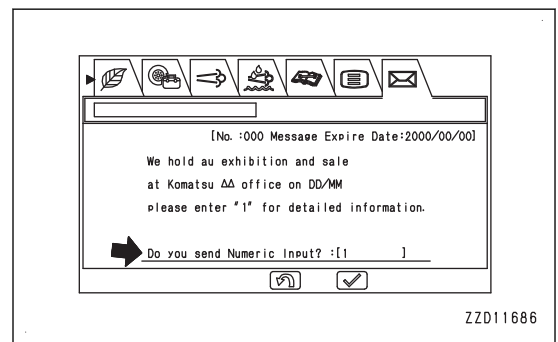 [No. :000 Message Expire Date:2000/00/00]
We hold au exhibition and sale
at Komatsu ΔΔ office on DD/MM
please enter "1" for detailed information.
Do you send Numeric Input? :[1 ]
ZZD11686